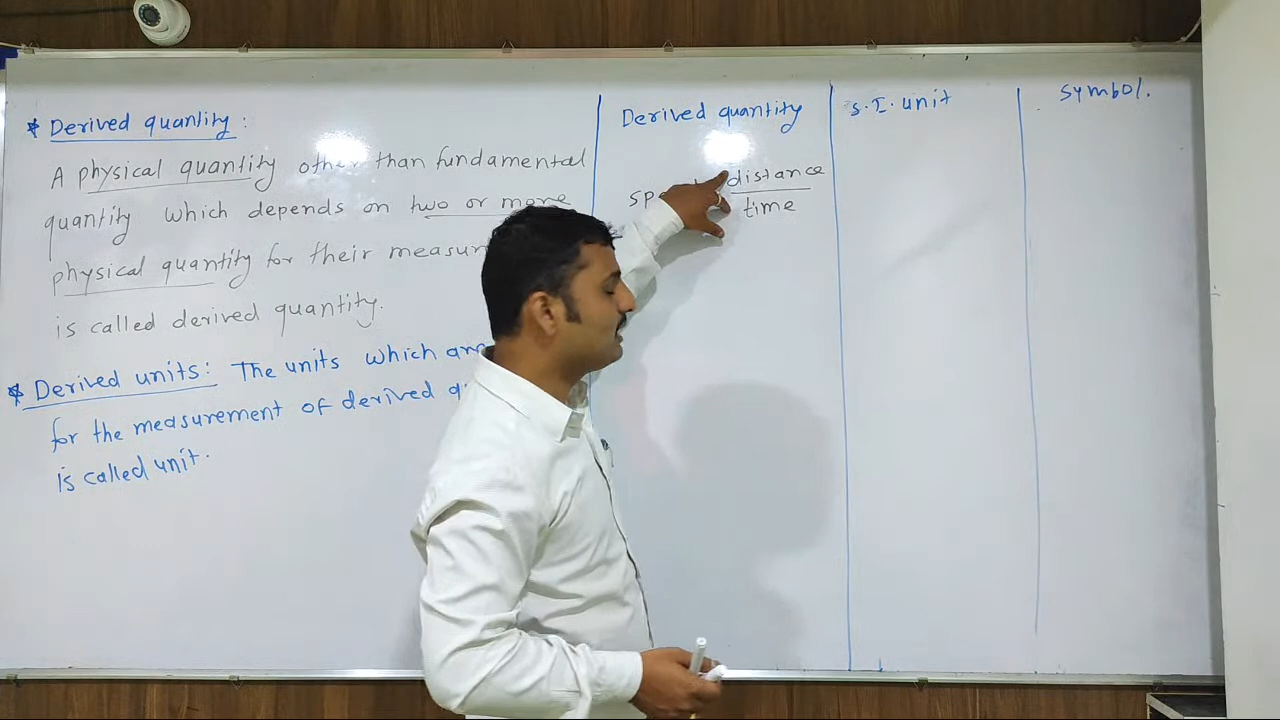 * Derived quantity :
A physical quantity other than fundamental
quantity which depends on two or more
physical quantity for their measur
is called derived quantity.
* Derived units: The units which are
for the measurement of derived q
is called unit.
Derived quantity
distance
time
S.I. unit
Symbol.